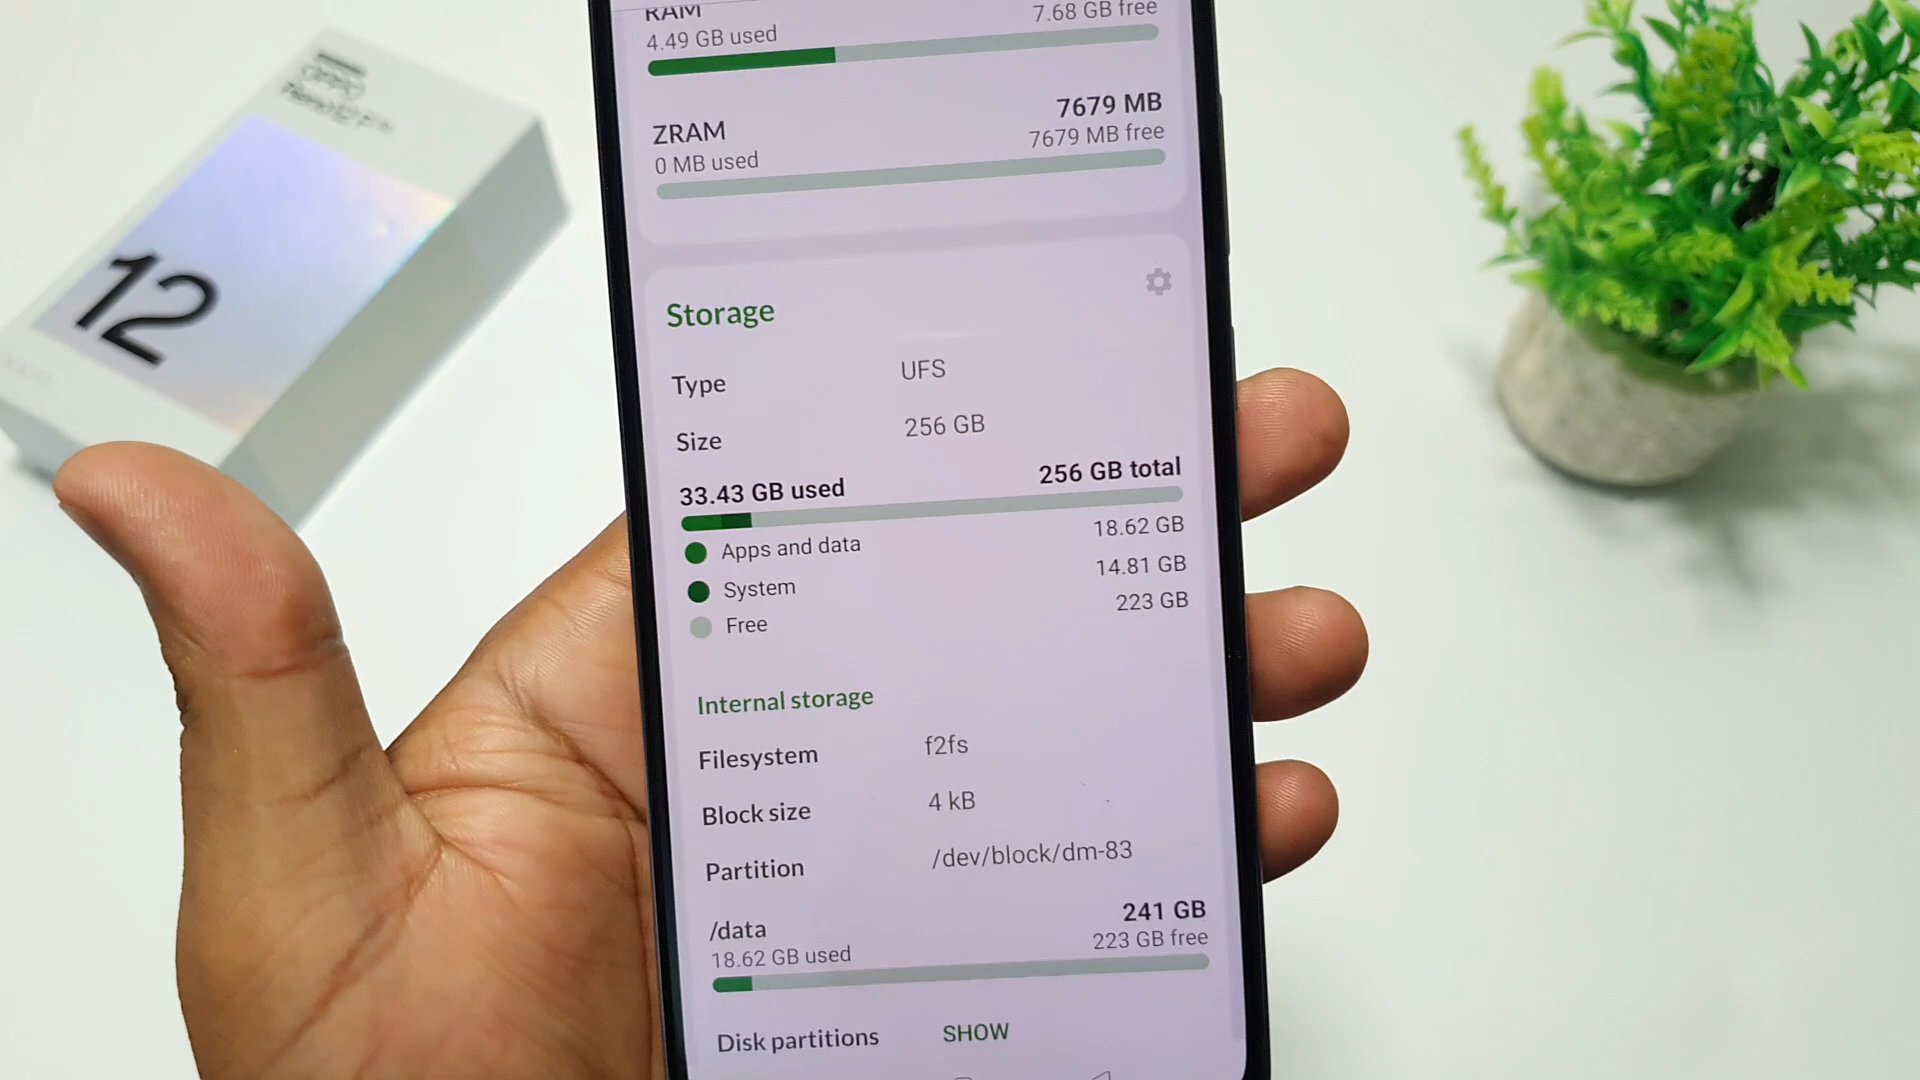 OPPO
12
RAM
7.68 GB free
4.49 GB used
ZRAM
7679 MB
0 MB used
7679 MB free
Storage
Type
UFS
Size
256 GB
33.43 GB used
256 GB total
Apps and data
18.62 GB
System
14.81 GB
Free
223 GB
Internal storage
Filesystem
f2fs
Block size
4 kB
Partition
/dev/block/dm-83
/data
241 GB
18.62 GB used
223 GB free
Disk partitions
SHOW